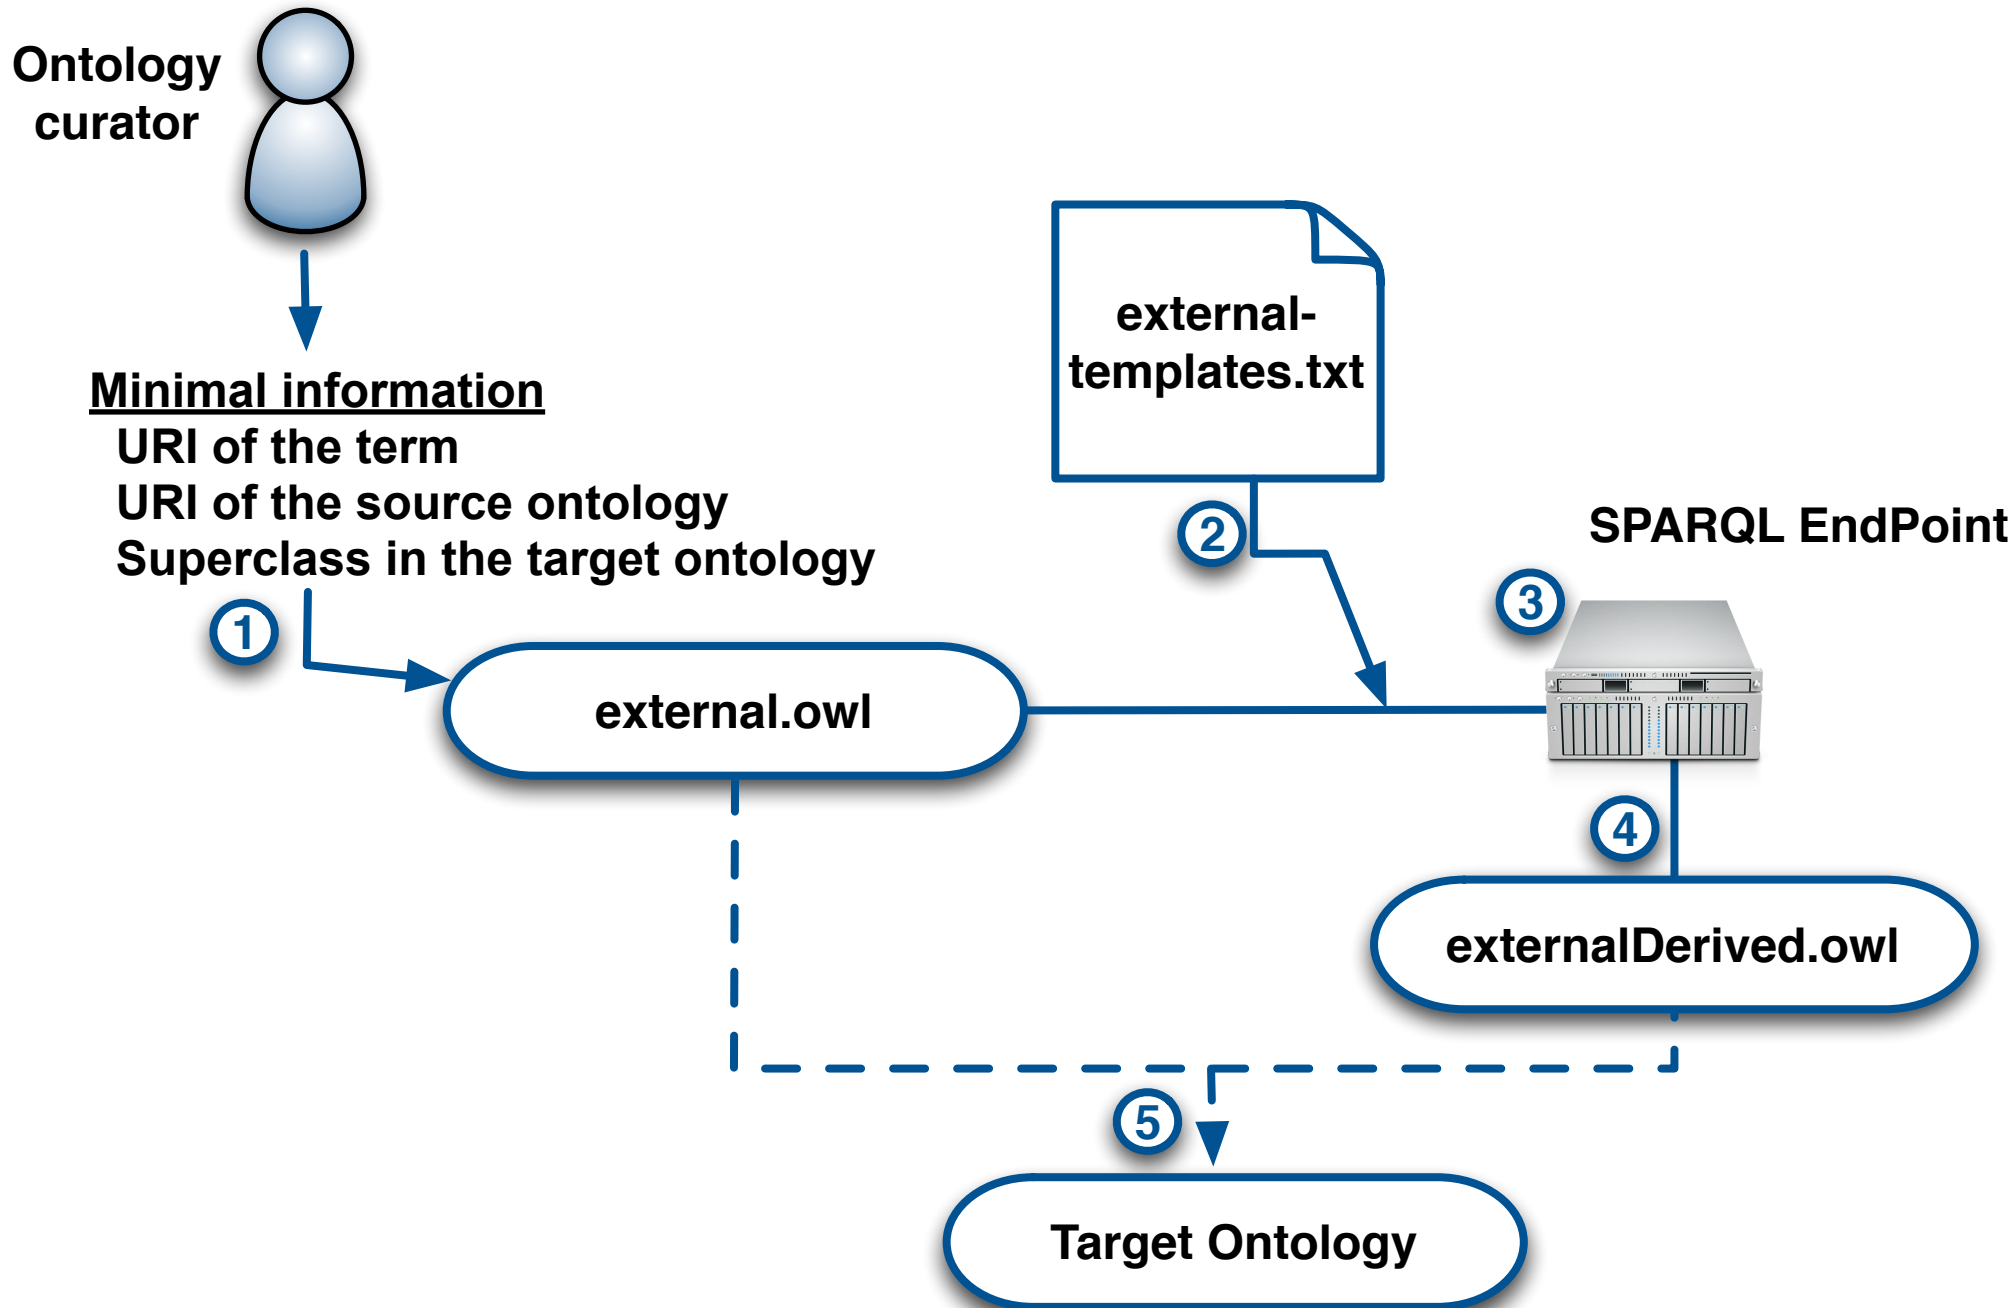 Ontology
curator
Minimal information
URI of the term
URI of the source ontology
Superclass in the target ontology
1
external.owl
external-
templates.txt
2
SPARQL EndPoint
3
4
externalDerived.owl
5
Target Ontology